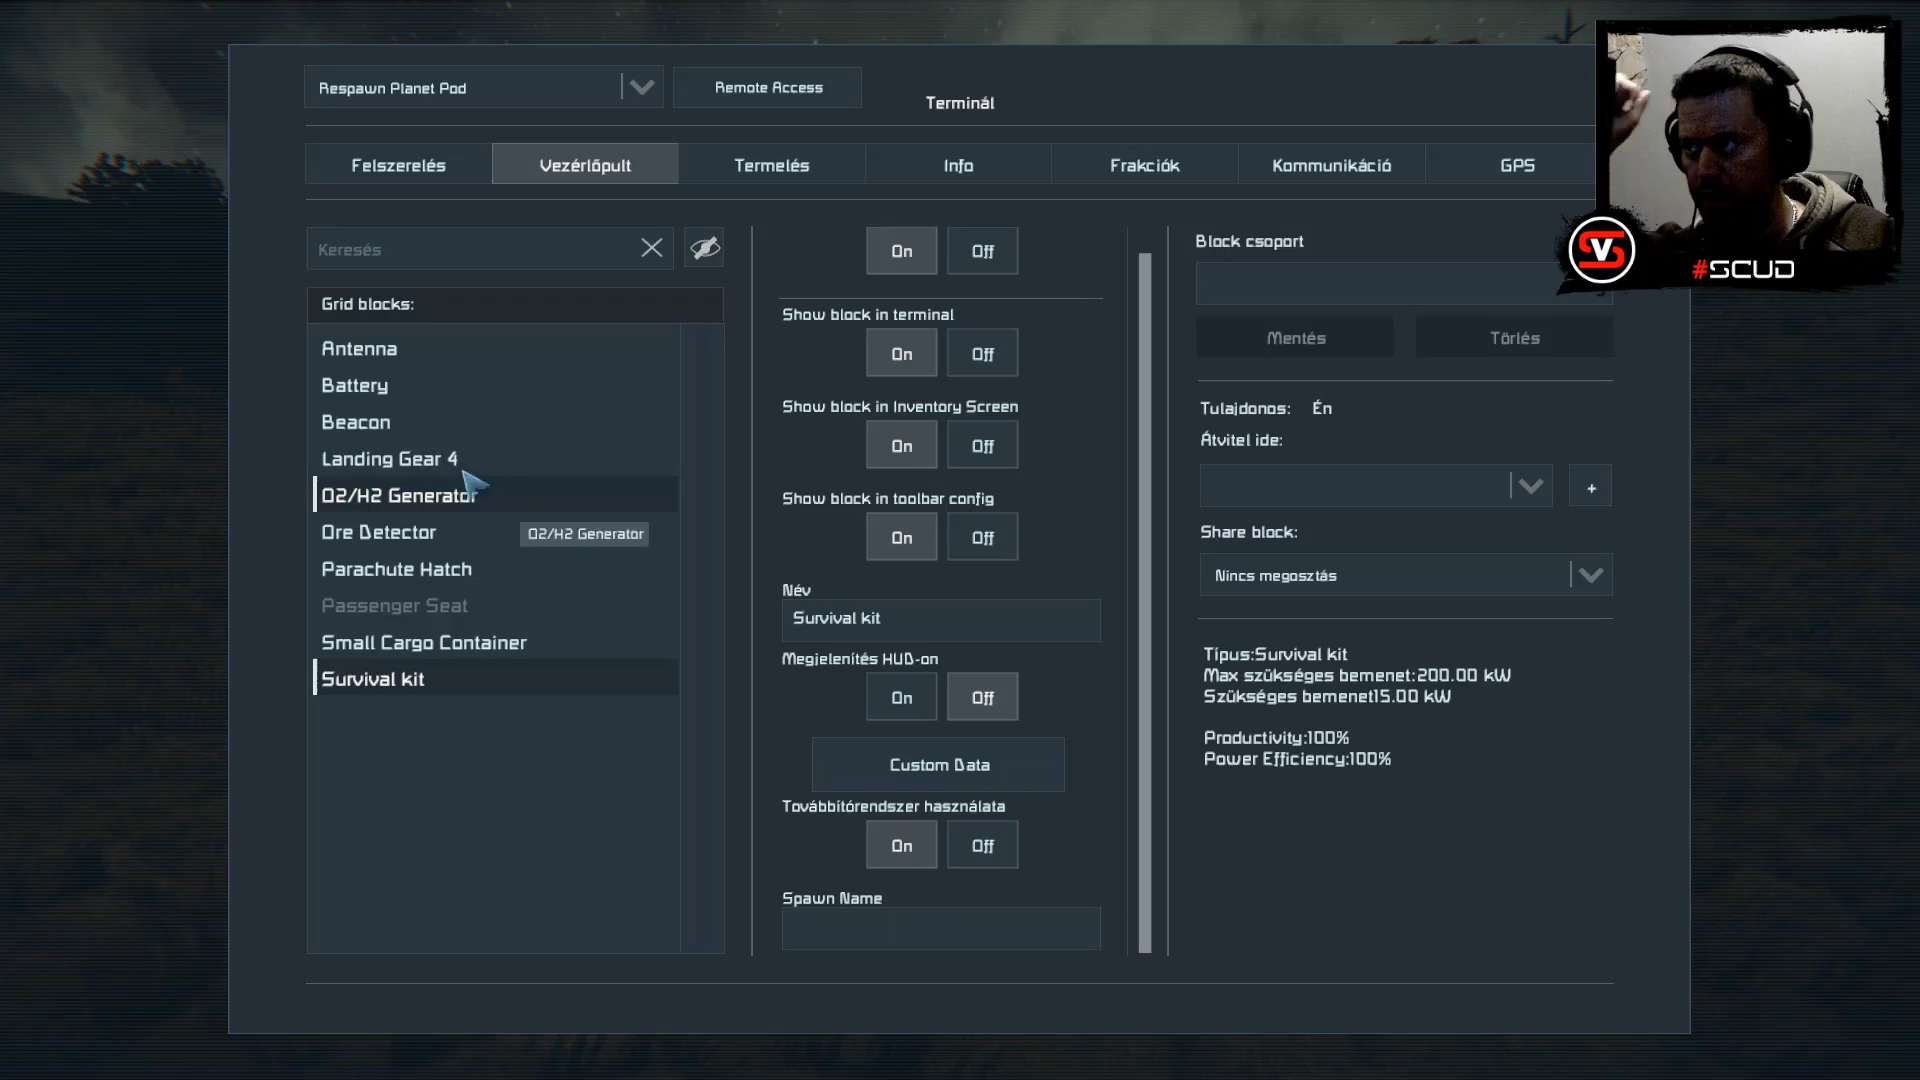 Respawn Planet Pod
Remote Access
Terminál
Felszerelés
Vezérlőpult
Termelés
Info
Frakciók
Kommunikáció
GPS
Keresés
Grid blocks:
Antenna
Battery
Beacon
Landing Gear 4
O2/H2 Generator
Ore Detector
O2/H2 Generator
Parachute Hatch
Passenger Seat
Small Cargo Container
Survival kit
On Off
Show block in terminal
On Off
Show block in Inventory Screen
On Off
Show block in toolbar config
On Off
Név
Survival kit
Megjelenítés HUD-on
On Off
Custom Data
Továbbítórendszer használata
On Off
Spawn Name
Block csoport
Mentés
Törlés
Tulajdonos: Én
Átvitel ide:
+
Share block:
Nincs megosztás
Típus:Survival kit
Max szükséges bemenet:200.00 kW
Szükséges bemenet15.00 kW
Productivity:100%
Power Efficiency:100%
#SCUD